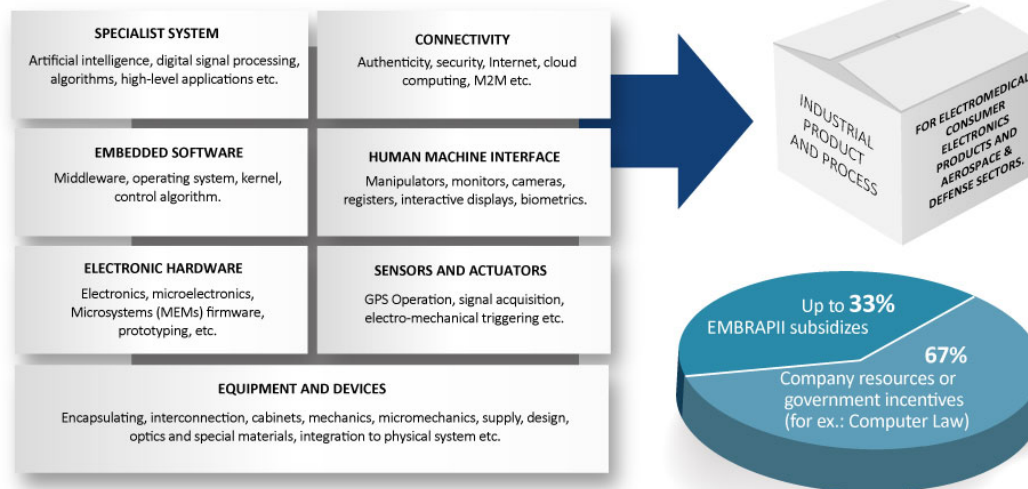 SPECIALIST SYSTEM
Artificial intelligence, digital signal processing,
algorithms, high-level applications etc.
CONNECTIVITY
Authenticity, security, Internet, cloud
computing, M2M etc.
EMBEDDED SOFTWARE
Middleware, operating system, kernel,
control algorithm.
HUMAN MACHINE INTERFACE
Manipulators, monitors, cameras,
registers, interactive displays, biometrics.
ELECTRONIC HARDWARE
Electronics, microelectronics,
Microsystems (MEMs) firmware,
prototyping, etc.
SENSORS AND ACTUATORS
GPS Operation, signal acquisition,
electro-mechanical triggering etc.
EQUIPMENT AND DEVICES
Encapsulating, interconnection, cabinets, mechanics, micromechanics, supply, design,
optics and special materials, integration to physical system etc.
INDUSTRIAL
PRODUCT
AND PROCESS
FOR ELECTROMEDICAL,
CONSUMER
ELECTRONICS
PRODUCTS AND
AEROSPACE &
DEFENSE SECTORS.
Up to 33%
EMBRAPII subsidizes
67%
Company resources or
government incentives
(for ex.: Computer Law)